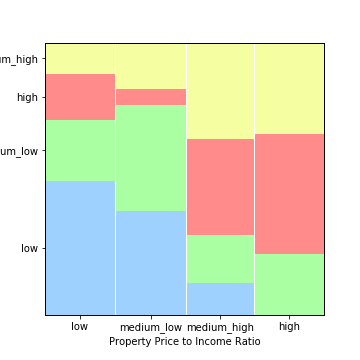 um_high
high
um_low
low
low
medium_low
medium_high
high
Property Price to Income Ratio